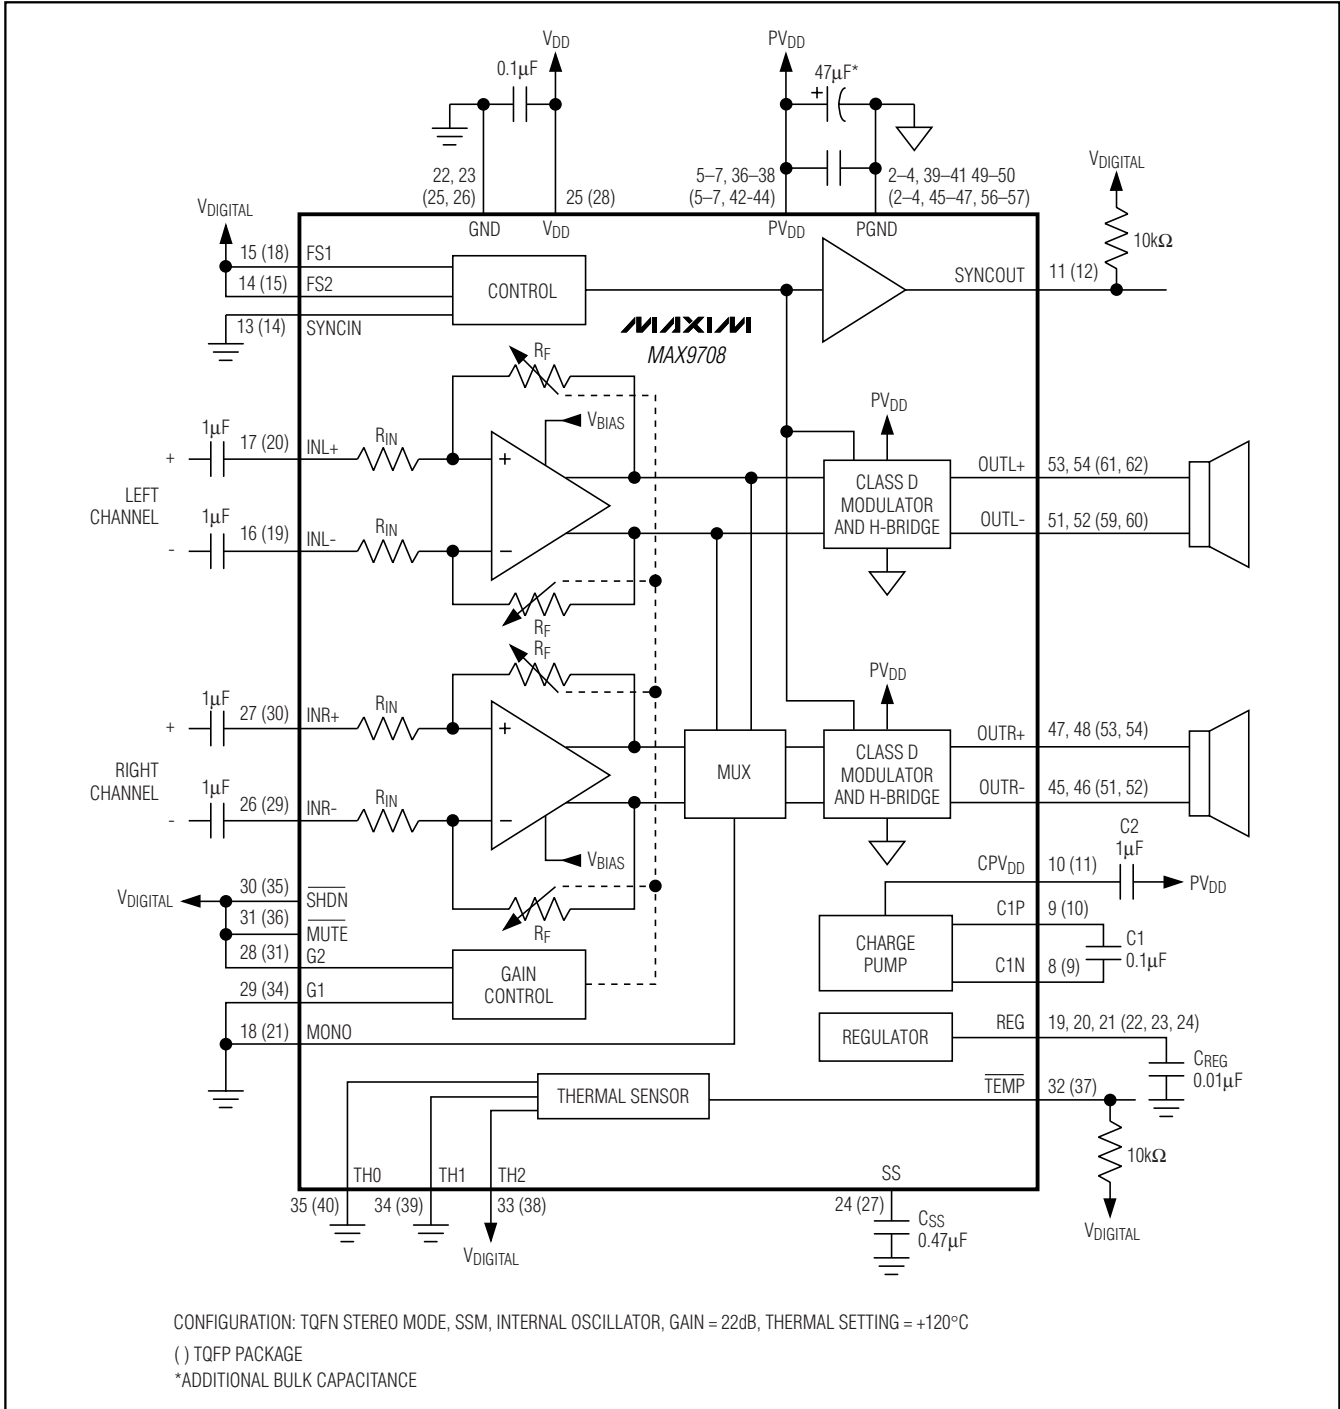 VDD
PVDD
0.1µF
47µF*
+
22, 23
(25, 26)
25 (28)
5–7, 36–38
(5–7, 42-44)
2–4, 39–41 49–50
(2–4, 45–47, 56–57)
VDIGITAL
VDIGITAL
10kΩ
GND
VDD
PVDD
PGND
15 (18) FS1
14 (15) FS2
13 (14) SYNCIN
CONTROL
SYNCOUT 11 (12)
MAXIM
MAX9708
RF
VBIAS
PVDD
1µF
+
17 (20) INL+
RIN
+
LEFT
CHANNEL
1µF
-
16 (19) INL-
RIN
–
CLASS D
MODULATOR
AND H-BRIDGE
OUTL+ 53, 54 (61, 62)
OUTL- 51, 52 (59, 60)
RF
RF
PVDD
1µF
+
27 (30) INR+
RIN
+
RIGHT
CHANNEL
1µF
-
26 (29) INR-
RIN
–
MUX
CLASS D
MODULATOR
AND H-BRIDGE
OUTR+ 47, 48 (53, 54)
OUTR- 45, 46 (51, 52)
VBIAS
RF
C2
1µF
CPVDD 10 (11)
PVDD
C1P 9 (10)
CHARGE
PUMP
C1
0.1µF
C1N 8 (9)
VDIGITAL
30 (35) SHDN
31 (36) MUTE
28 (31) G2
29 (34) G1
18 (21) MONO
GAIN
CONTROL
REGULATOR
REG 19, 20, 21 (22, 23, 24)
CREG
0.01µF
THERMAL SENSOR
TEMP 32 (37)
10kΩ
VDIGITAL
TH0
TH1
TH2
SS
35 (40)
34 (39)
33 (38)
24 (27)
VDIGITAL
CSS
0.47µF
CONFIGURATION: TQFN STEREO MODE, SSM, INTERNAL OSCILLATOR, GAIN = 22dB, THERMAL SETTING = +120°C
( ) TQFP PACKAGE
*ADDITIONAL BULK CAPACITANCE